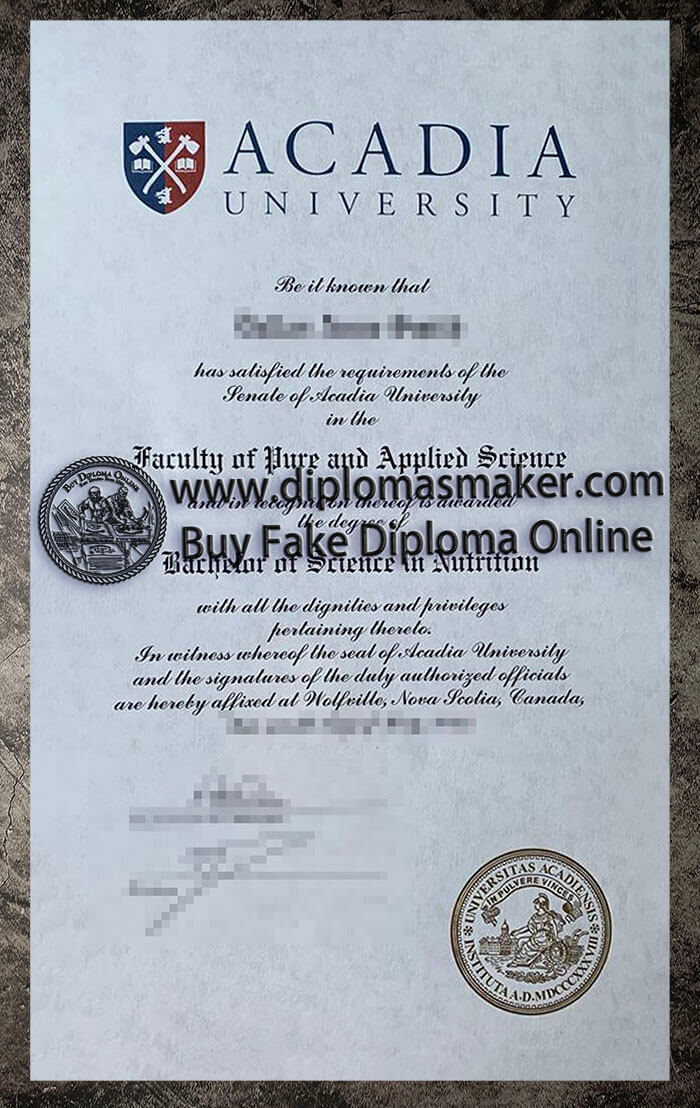 ACADIA
UNIVERSITY
Be it known that
has satisfied the requirements of the
Senate of Acadia University
in the
Faculty of Pure and Applied Science
and in recognition thereof is awarded
the degree of
Bachelor of Science in Nutrition
with all the dignities and privileges
pertaining thereto.
In witness whereof the seal of Acadia University
and the signatures of the duly authorized officials
are hereby affixed at Wolfville, Nova Scotia, Canada,
BUY DIPLOMA ONLINE
www.diplomasmaker.com
Buy Fake Diploma Online
UNIVERSITAS ACADIENSIS
IN PULVERE VINCES
INSTITUTA A.D. MDCCCXXXVIII